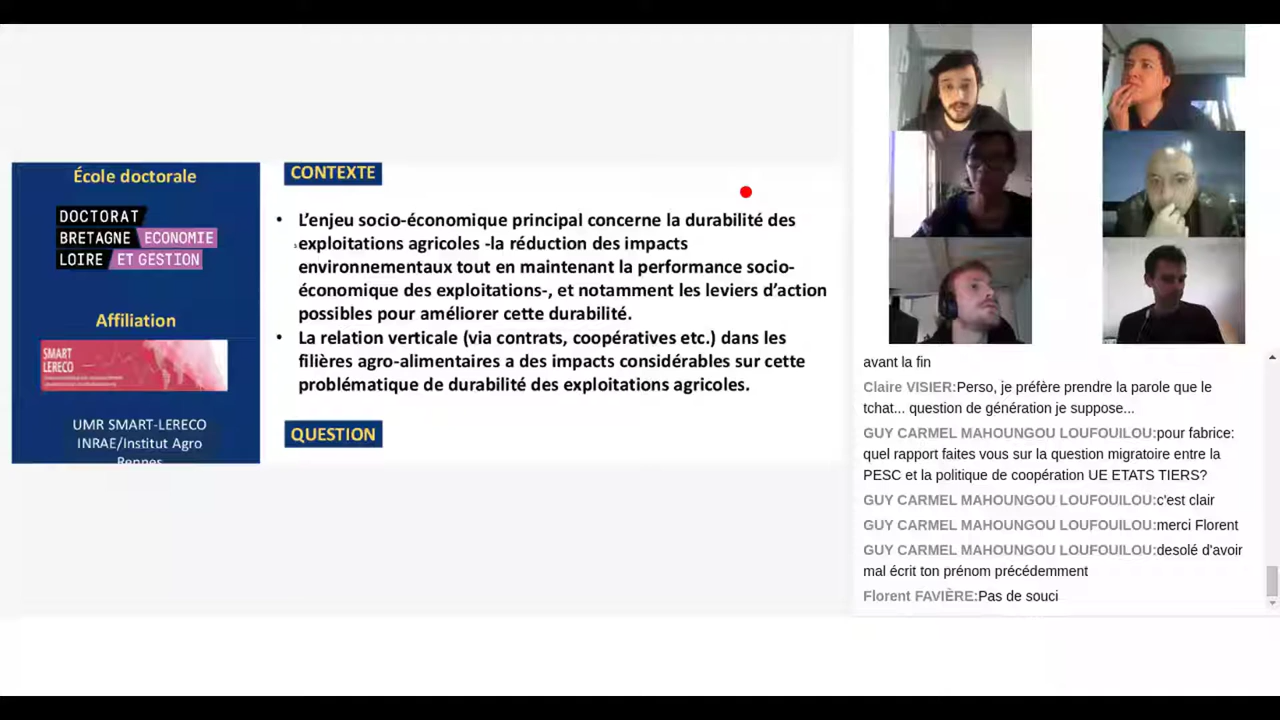 École doctorale
DOCTORAT
BRETAGNE ECONOMIE
LOIRE ET GESTION
Affiliation
SMART
LERECO
UMR SMART-LERECO
INRAE/Institut Agro
Rennes
CONTEXTE
• L'enjeu socio-économique principal concerne la durabilité des
exploitations agricoles -la réduction des impacts
environnementaux tout en maintenant la performance socio-
économique des exploitations-, et notamment les leviers d'action
possibles pour améliorer cette durabilité.
• La relation verticale (via contrats, coopératives etc.) dans les
filières agro-alimentaires a des impacts considérables sur cette
problématique de durabilité des exploitations agricoles.
QUESTION
avant la fin
Claire VISIER:Perso, je préfère prendre la parole que le
tchat... question de génération je suppose...
GUY CARMEL MAHOUNGOU LOUFOUILOU:pour fabrice:
quel rapport faites vous sur la question migratoire entre la
PESC et la politique de coopération UE ETATS TIERS?
GUY CARMEL MAHOUNGOU LOUFOUILOU:c'est clair
GUY CARMEL MAHOUNGOU LOUFOUILOU:merci Florent
GUY CARMEL MAHOUNGOU LOUFOUILOU:desolé d'avoir
mal écrit ton prénom précédemment
Florent FAVIÈRE:Pas de souci